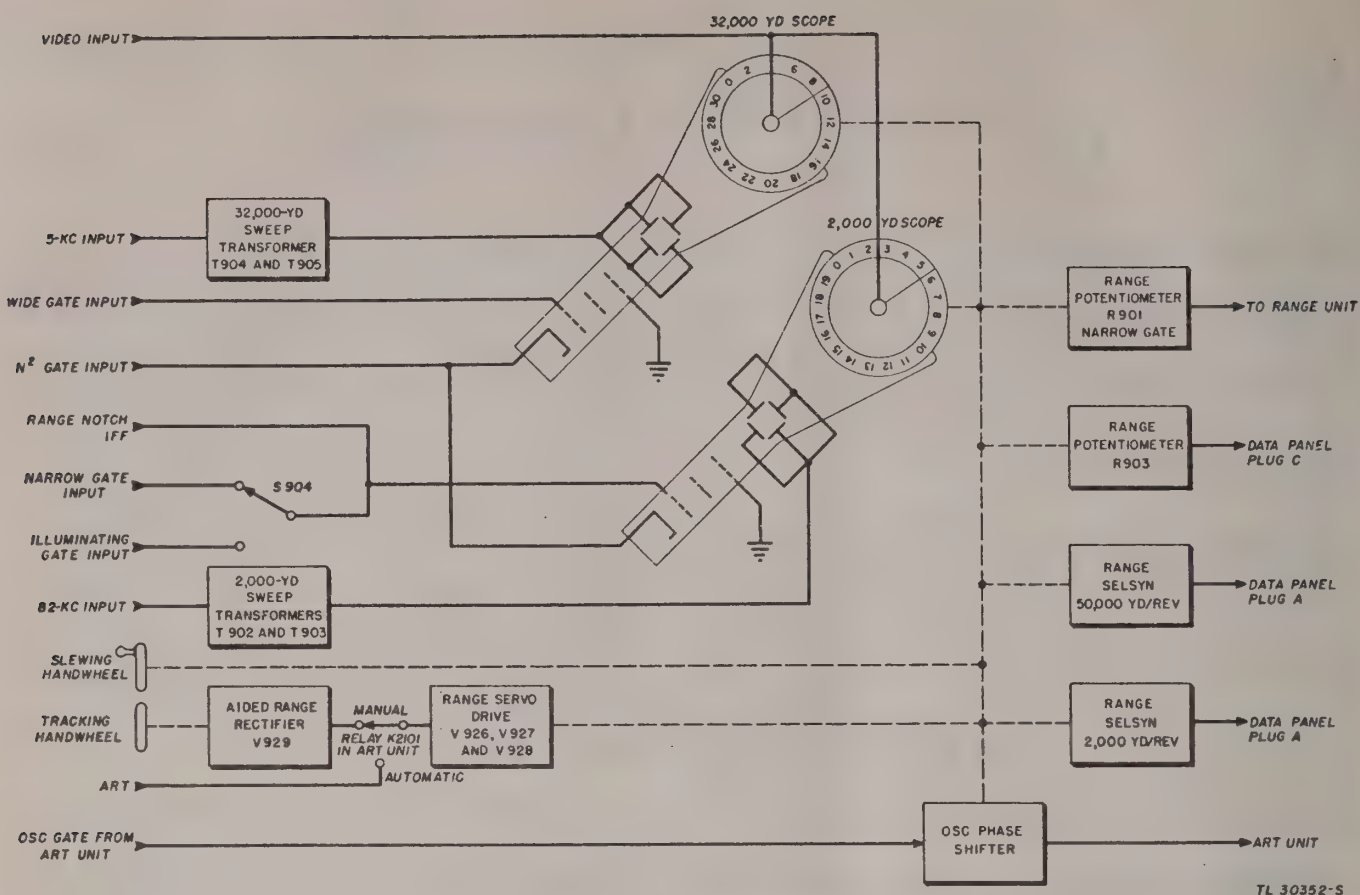 32,000 YD SCOPE
VIDEO INPUT
0 2 6 8 10 12 14 16 18 20 22 24 26 28 30
32,000-YD
SWEEP
TRANSFORMER
T904 AND T905
5-KC INPUT
2,000 YD SCOPE
0 1 2 3 4 5 6 7 8 9 10 11 12 13 14 15 16 17 18 19
WIDE GATE INPUT
RANGE
POTENTIOMETER
R901
NARROW GATE
TO RANGE UNIT
N² GATE INPUT
RANGE NOTCH
IFF
RANGE
POTENTIOMETER
R903
DATA PANEL
PLUG C
NARROW GATE
INPUT
S 904
ILLUMINATING
GATE INPUT
RANGE
SELSYN
50,000 YD/REV
DATA PANEL
PLUG A
82-KC INPUT
2,000-YD
SWEEP
TRANSFORMERS
T 902 AND T 903
SLEWING
HANDWHEEL
TRACKING
HANDWHEEL
AIDED RANGE
RECTIFIER
V929
MANUAL
RELAY K2101
IN ART UNIT
AUTOMATIC
RANGE SERVO
DRIVE
V 926, V 927
AND V 928
RANGE
SELSYN
2,000 YD/REV
DATA PANEL
PLUG A
ART
OSC GATE FROM
ART UNIT
OSC PHASE
SHIFTER
ART UNIT
TL 30352-S